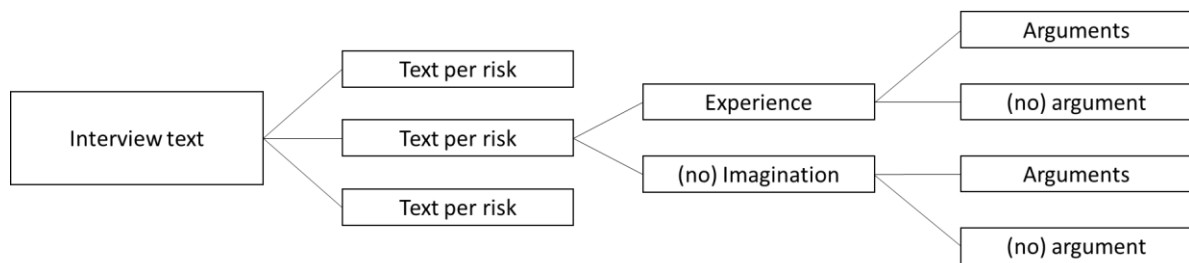 Interview text
Text per risk
Text per risk
Text per risk
Experience
(no) Imagination
Arguments
(no) argument
Arguments
(no) argument